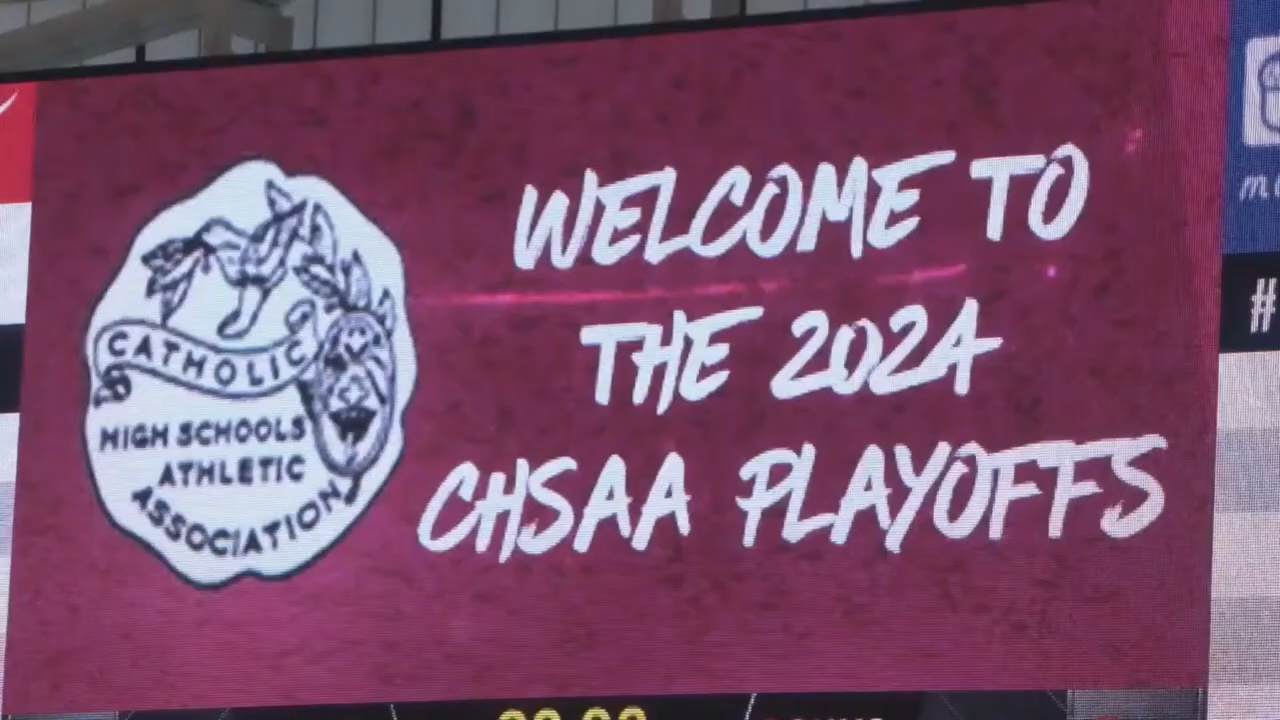 WELCOME TO
THE 2024
CHSAA PLAYOFFS
CATHOLIC
HIGH SCHOOLS
ATHLETIC
ASSOCIATION
#